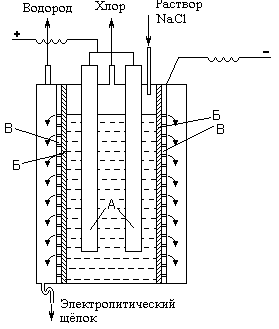 Водород
Хлор
Раствор
NaCl
+
−
Б
В
В
Б
А
Электролитический
щёлок